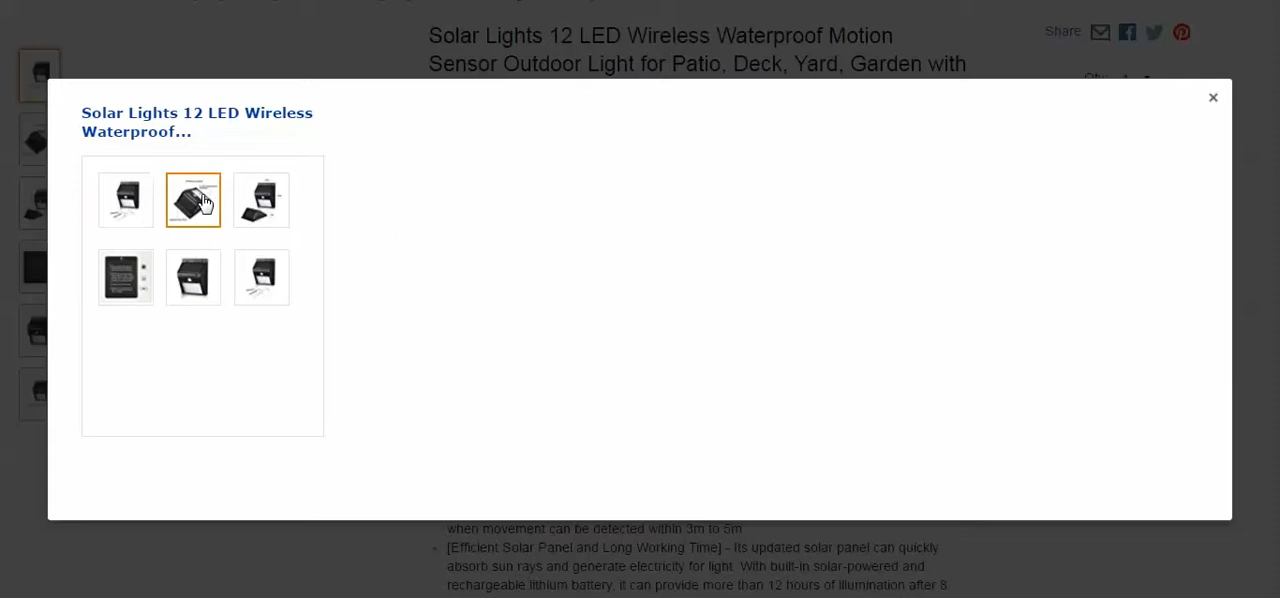 Solar Lights 12 LED Wireless Waterproof Motion
Sensor Outdoor Light for Patio, Deck, Yard, Garden with
Share
Qty:
Solar Lights 12 LED Wireless
Waterproof...
when movement can be detected within 3m to 5m
[Efficient Solar Panel and Long Working Time] - Its updated solar panel can quickly
absorb sun rays and generate electricity for light. With built-in solar-powered and
rechargeable lithium battery, it can provide more than 12 hours of illumination after 8